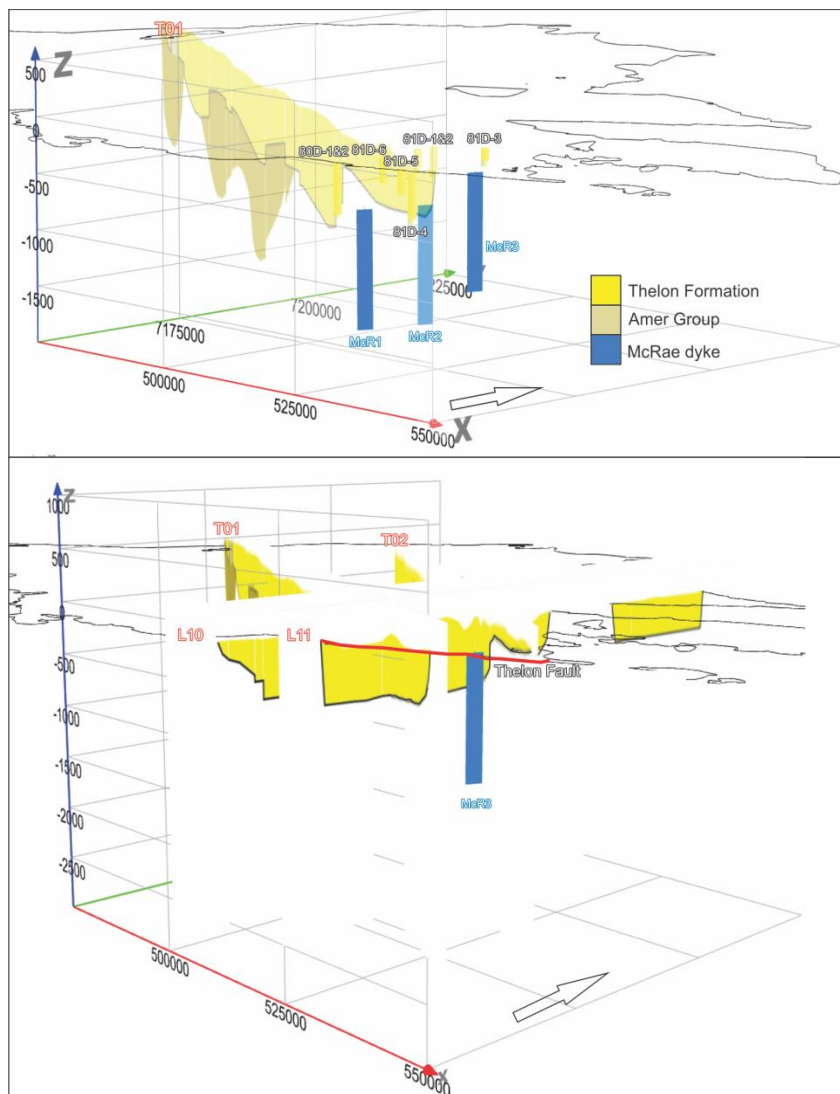 T01
Z
500
0
-500
-1000
-1500
80D-1&2
81D-6
81D-5
81D-1&2
81D-3
81D-4
McR1
McR2
McR3
7175000
7200000
225000
500000
525000
550000
X
Thelon Formation
Amer Group
McRae dyke
Z
1000
500
0
-500
-1000
-1500
-2000
-2500
T01
T02
L10
L11
Thelon Fault
McR3
500000
525000
550000
X